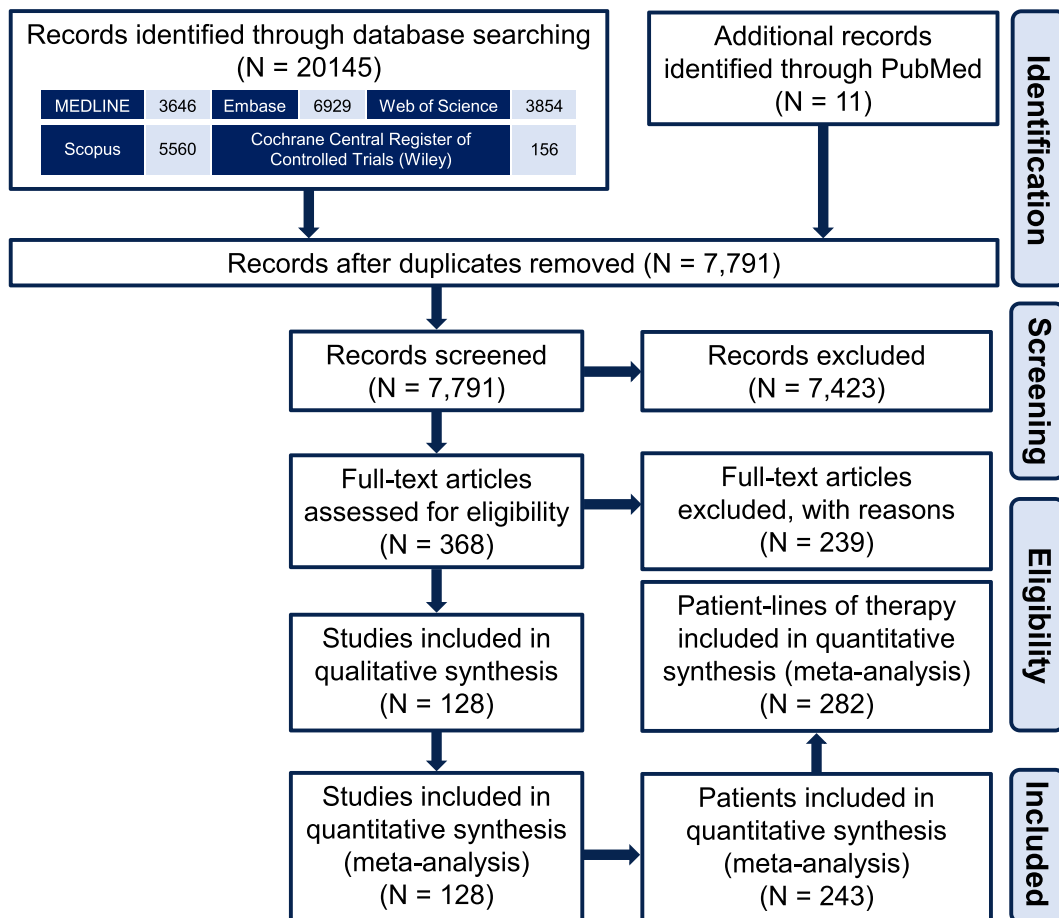 Records identified through database searching
(N = 20145)
MEDLINE 3646 Embase 6929 Web of Science 3854
Scopus 5560 Cochrane Central Register of
Controlled Trials (Wiley) 156
Additional records
identified through PubMed
(N = 11)
Identification
Records after duplicates removed (N = 7,791)
Records screened
(N = 7,791)
Records excluded
(N = 7,423)
Screening
Full-text articles
assessed for eligibility
(N = 368)
Full-text articles
excluded, with reasons
(N = 239)
Eligibility
Studies included in
qualitative synthesis
(N = 128)
Patient-lines of therapy
included in quantitative
synthesis (meta-analysis)
(N = 282)
Studies included in
quantitative synthesis
(meta-analysis)
(N = 128)
Patients included in
quantitative synthesis
(meta-analysis)
(N = 243)
Included